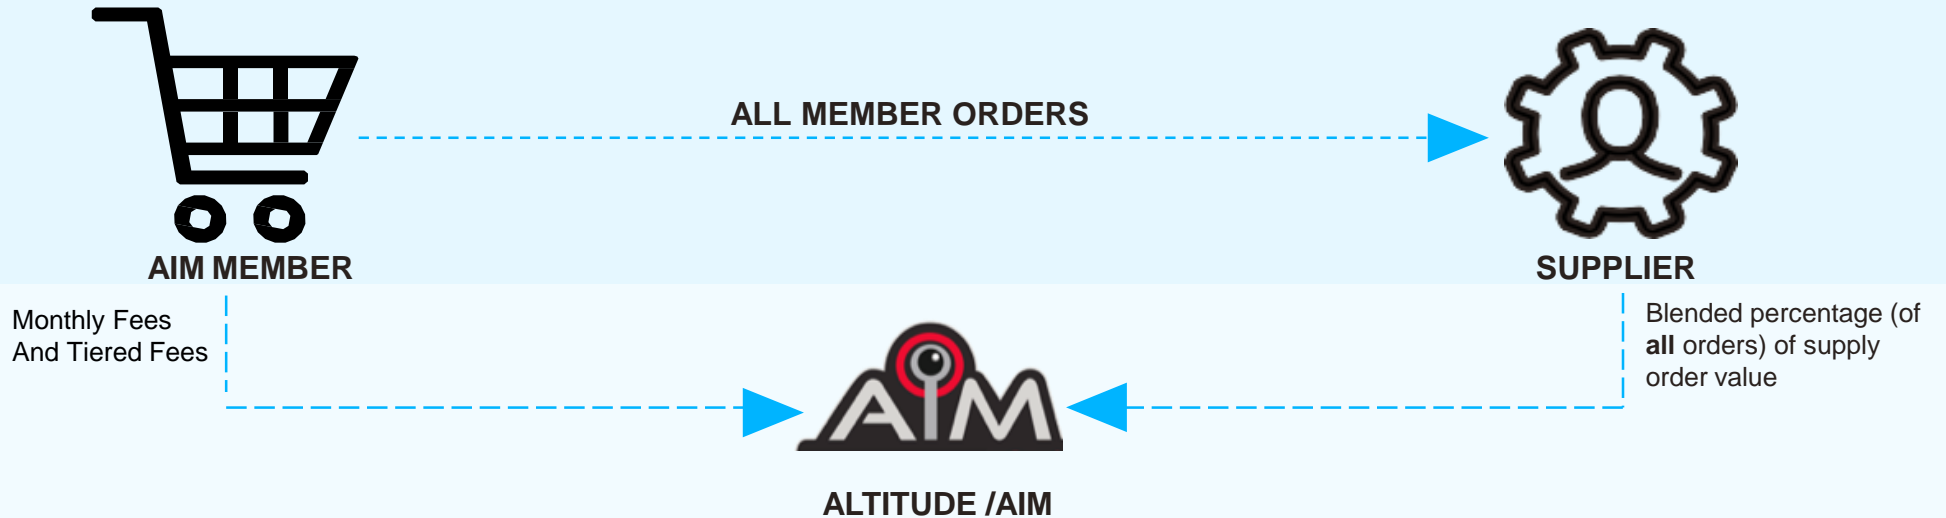 ALL MEMBER ORDERS
AIM MEMBER
SUPPLIER
Monthly Fees
And Tiered Fees
Blended percentage (of
all orders) of supply
order value
AIM
ALTITUDE /AIM